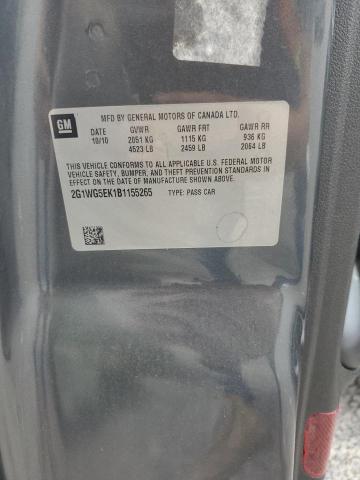 GM
MFD BY GENERAL MOTORS OF CANADA LTD.
DATE GVWR GAWR FRT GAWR RR
10/10 2051 KG 1115 KG 936 KG
4523 LB 2459 LB 2064 LB
THIS VEHICLE CONFORMS TO ALL APPLICABLE U.S. FEDERAL MOTOR
VEHICLE SAFETY, BUMPER, AND THEFT PREVENTION STANDARDS IN
EFFECT ON THE DATE OF MANUFACTURE SHOWN ABOVE.
2G1WG5EK1B1155265 TYPE: PASS CAR